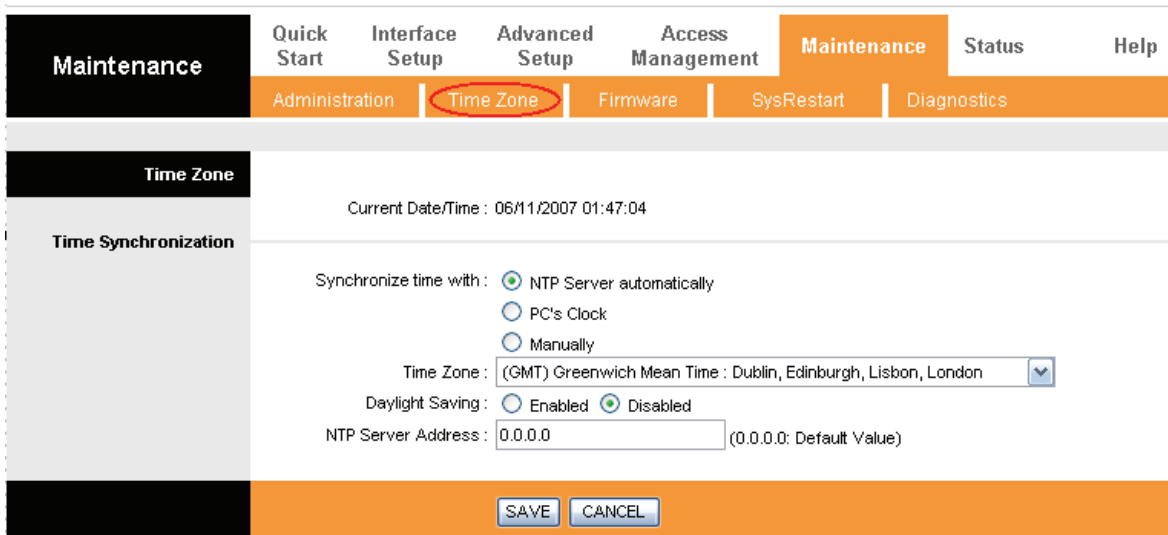 Maintenance
Quick Start
Interface Setup
Advanced Setup
Access Management
Maintenance
Status
Help
Administration
Time Zone
Firmware
SysRestart
Diagnostics
Time Zone
Current Date/Time : 06/11/2007 01:47:04
Time Synchronization
Synchronize time with : NTP Server automatically
PC's Clock
Manually
Time Zone : (GMT) Greenwich Mean Time : Dublin, Edinburgh, Lisbon, London
Daylight Saving : Enabled Disabled
NTP Server Address : 0.0.0.0 (0.0.0.0: Default Value)
SAVE CANCEL